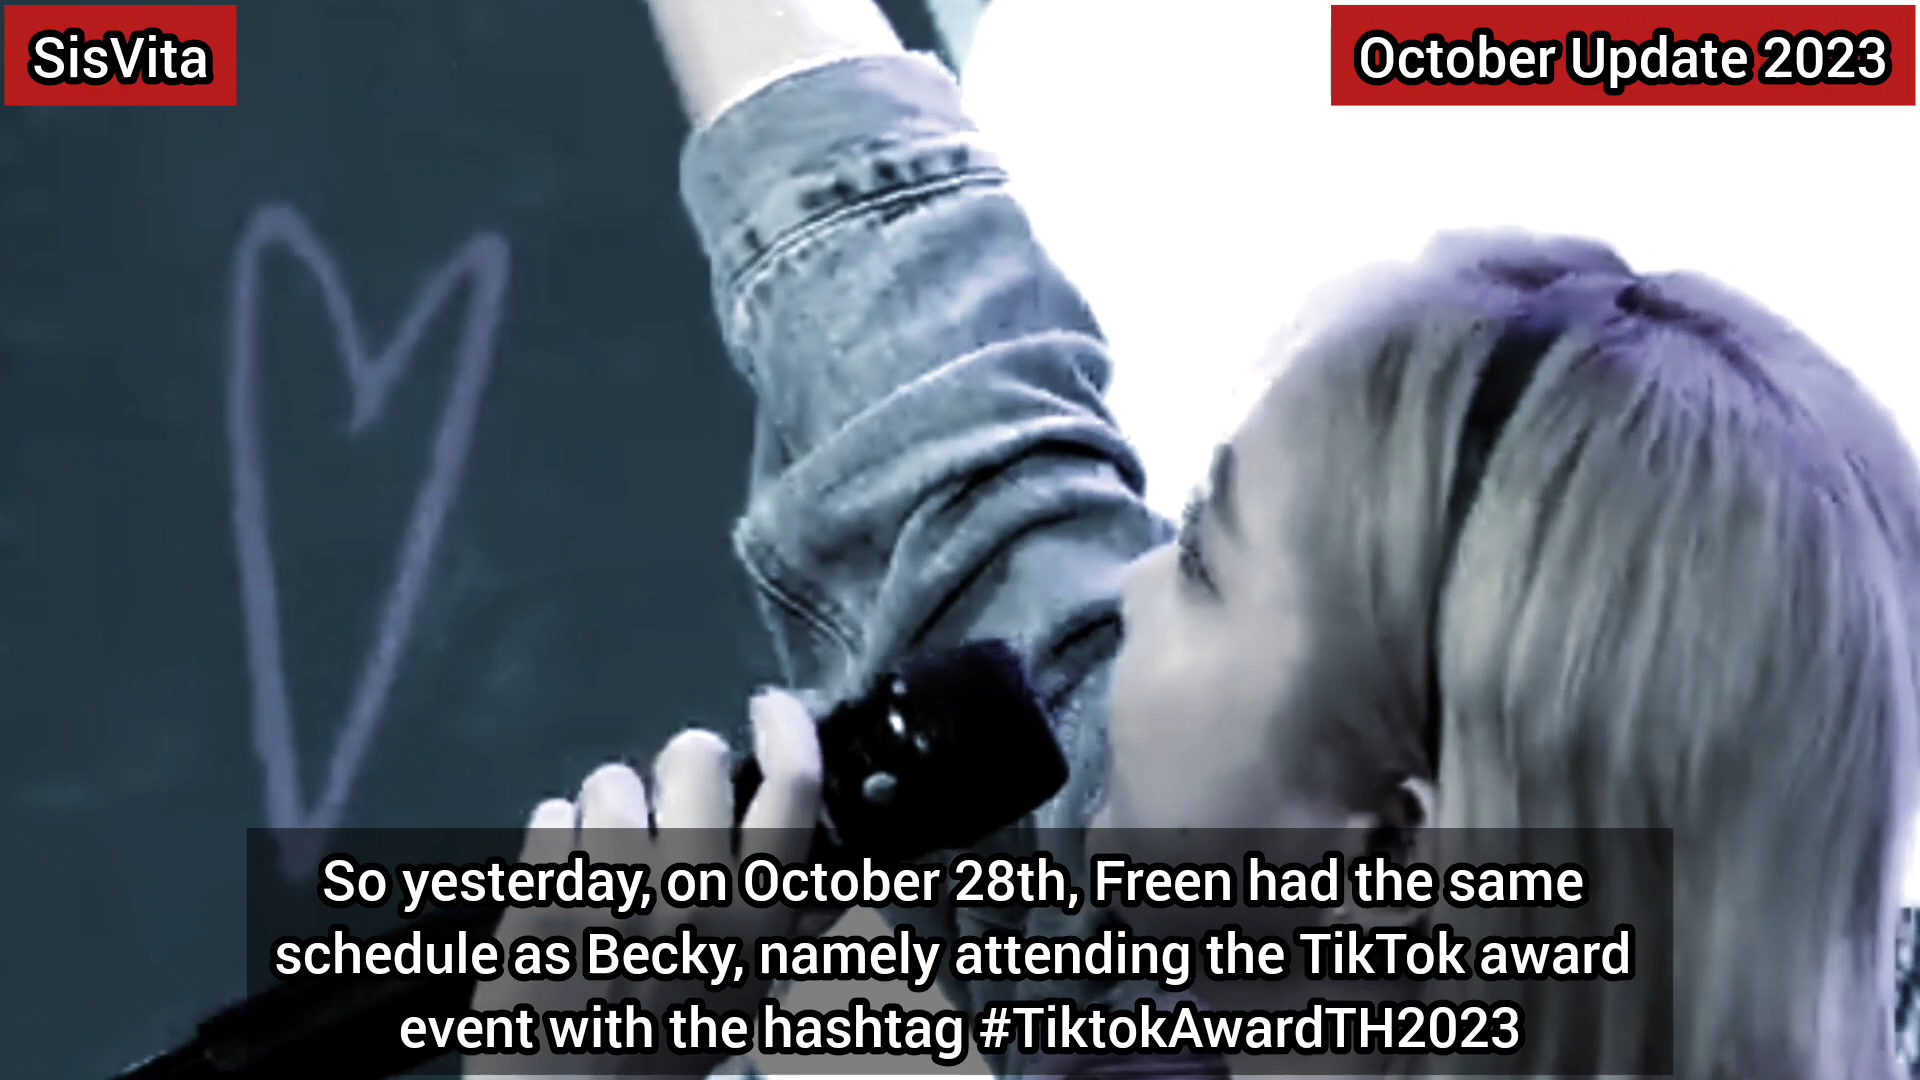 SisVita
October Update 2023
So yesterday, on October 28th, Freen had the same
schedule as Becky, namely attending the TikTok award
event with the hashtag #TiktokAwardTH2023